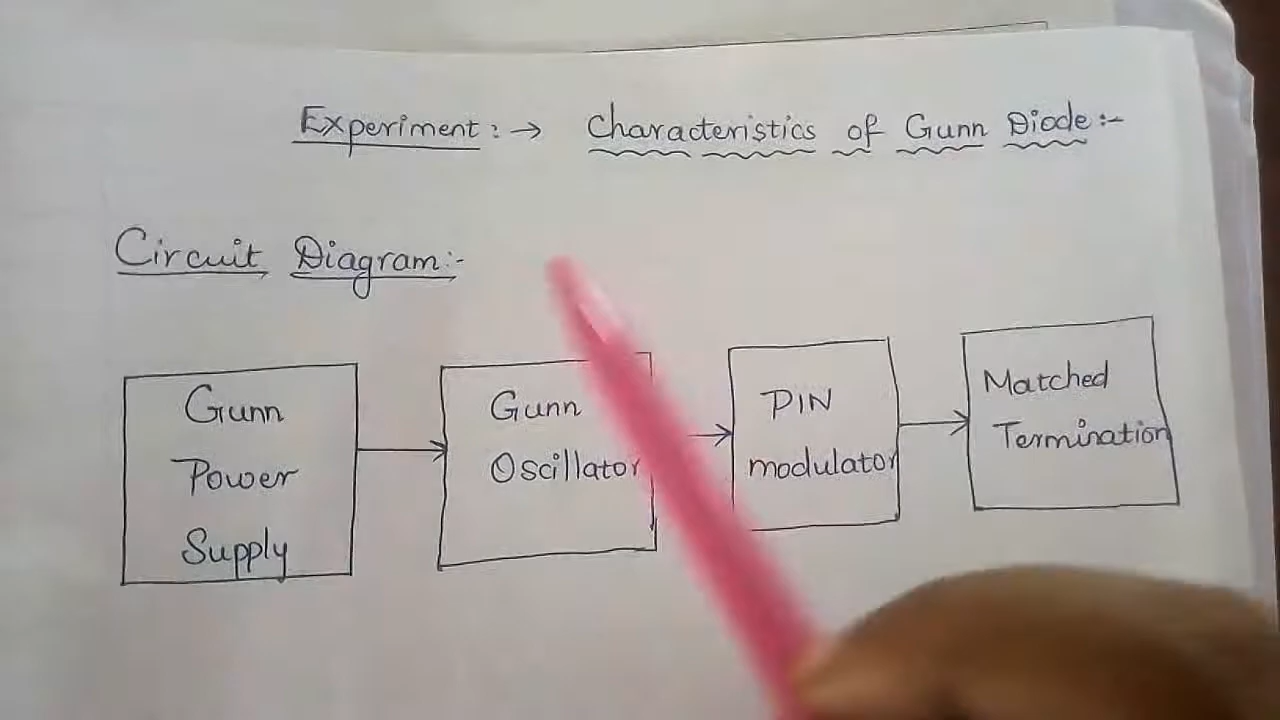 Experiment:→ Characteristics of Gunn Diode:-
Circuit Diagram:-
Gunn
Power
Supply
Gunn
Oscillator
PIN
modulator
Matched
Termination